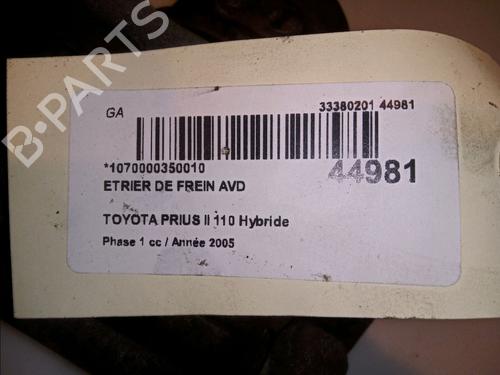 GA
33380201 44981
*1070000350010
44981
ETRIER DE FREIN AVD
TOYOTA PRIUS II 110 Hybride
Phase 1 cc / Année 2005
B-PARTS